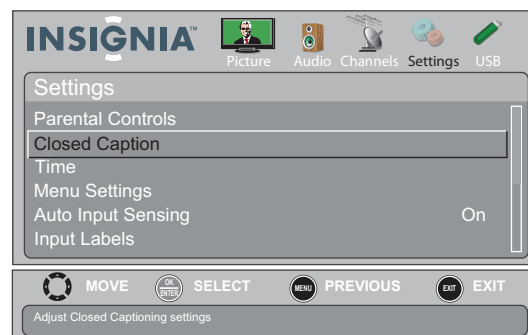 INSIGNIA™
Picture Audio Channels Settings USB
Settings
Parental Controls
Closed Caption
Time
Menu Settings
Auto Input Sensing On
Input Labels
MOVE OK ENTER SELECT MENU PREVIOUS EXIT EXIT
Adjust Closed Captioning settings